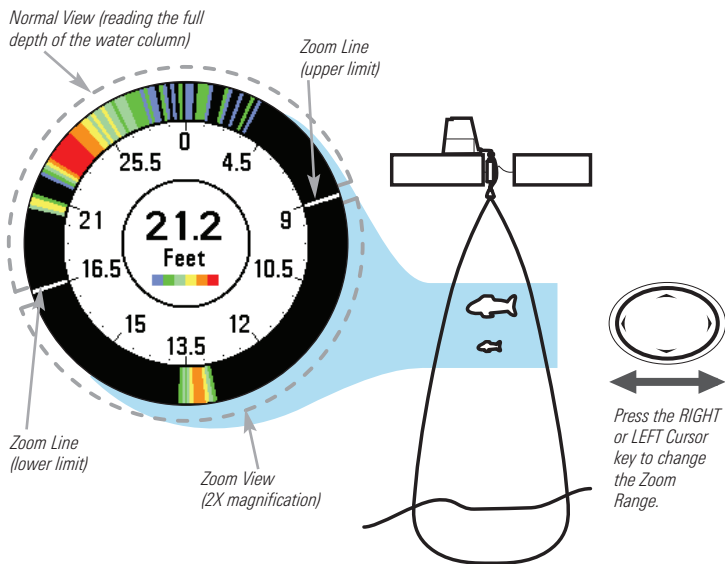 Normal View (reading the full
depth of the water column)
Zoom Line
(upper limit)
0
4.5
9
10.5
12
13.5
15
16.5
21
25.5
21.2
Feet
Zoom Line
(lower limit)
Zoom View
(2X magnification)
Press the RIGHT
or LEFT Cursor
key to change
the Zoom
Range.